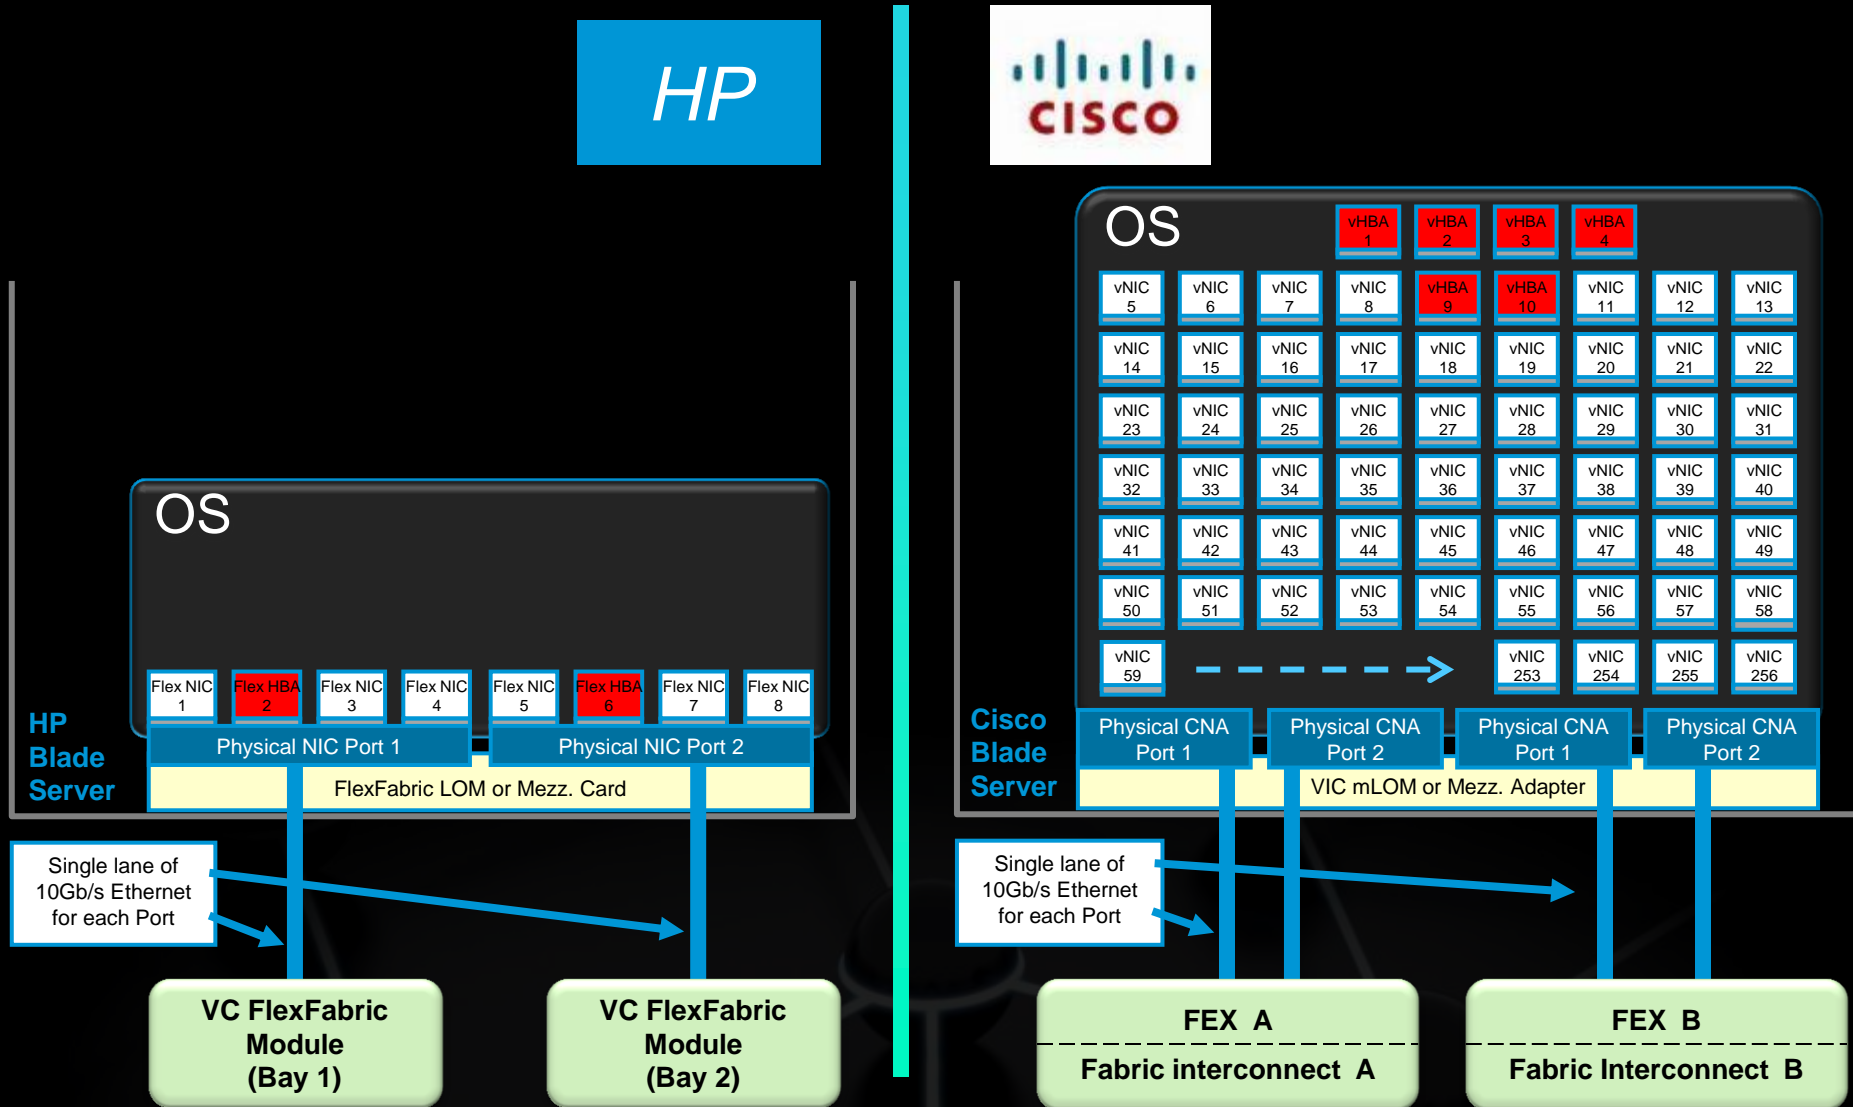 HP
CISCO
OS
Flex NIC
1
Flex HBA
2
Flex NIC
3
Flex NIC
4
Flex NIC
5
Flex HBA
6
Flex NIC
7
Flex NIC
8
HP
Blade
Server
Physical NIC Port 1
Physical NIC Port 2
FlexFabric LOM or Mezz. Card
Single lane of
10Gb/s Ethernet
for each Port
VC FlexFabric
Module
(Bay 1)
VC FlexFabric
Module
(Bay 2)
OS
vHBA
1
vHBA
2
vHBA
3
vHBA
4
vNIC
5
vNIC
6
vNIC
7
vNIC
8
vHBA
9
vHBA
10
vNIC
11
vNIC
12
vNIC
13
vNIC
14
vNIC
15
vNIC
16
vNIC
17
vNIC
18
vNIC
19
vNIC
20
vNIC
21
vNIC
22
vNIC
23
vNIC
24
vNIC
25
vNIC
26
vNIC
27
vNIC
28
vNIC
29
vNIC
30
vNIC
31
vNIC
32
vNIC
33
vNIC
34
vNIC
35
vNIC
36
vNIC
37
vNIC
38
vNIC
39
vNIC
40
vNIC
41
vNIC
42
vNIC
43
vNIC
44
vNIC
45
vNIC
46
vNIC
47
vNIC
48
vNIC
49
vNIC
50
vNIC
51
vNIC
52
vNIC
53
vNIC
54
vNIC
55
vNIC
56
vNIC
57
vNIC
58
vNIC
59
vNIC
253
vNIC
254
vNIC
255
vNIC
256
Cisco
Blade
Server
Physical CNA
Port 1
Physical CNA
Port 2
Physical CNA
Port 1
Physical CNA
Port 2
VIC mLOM or Mezz. Adapter
Single lane of
10Gb/s Ethernet
for each Port
FEX A
Fabric interconnect A
FEX B
Fabric Interconnect B